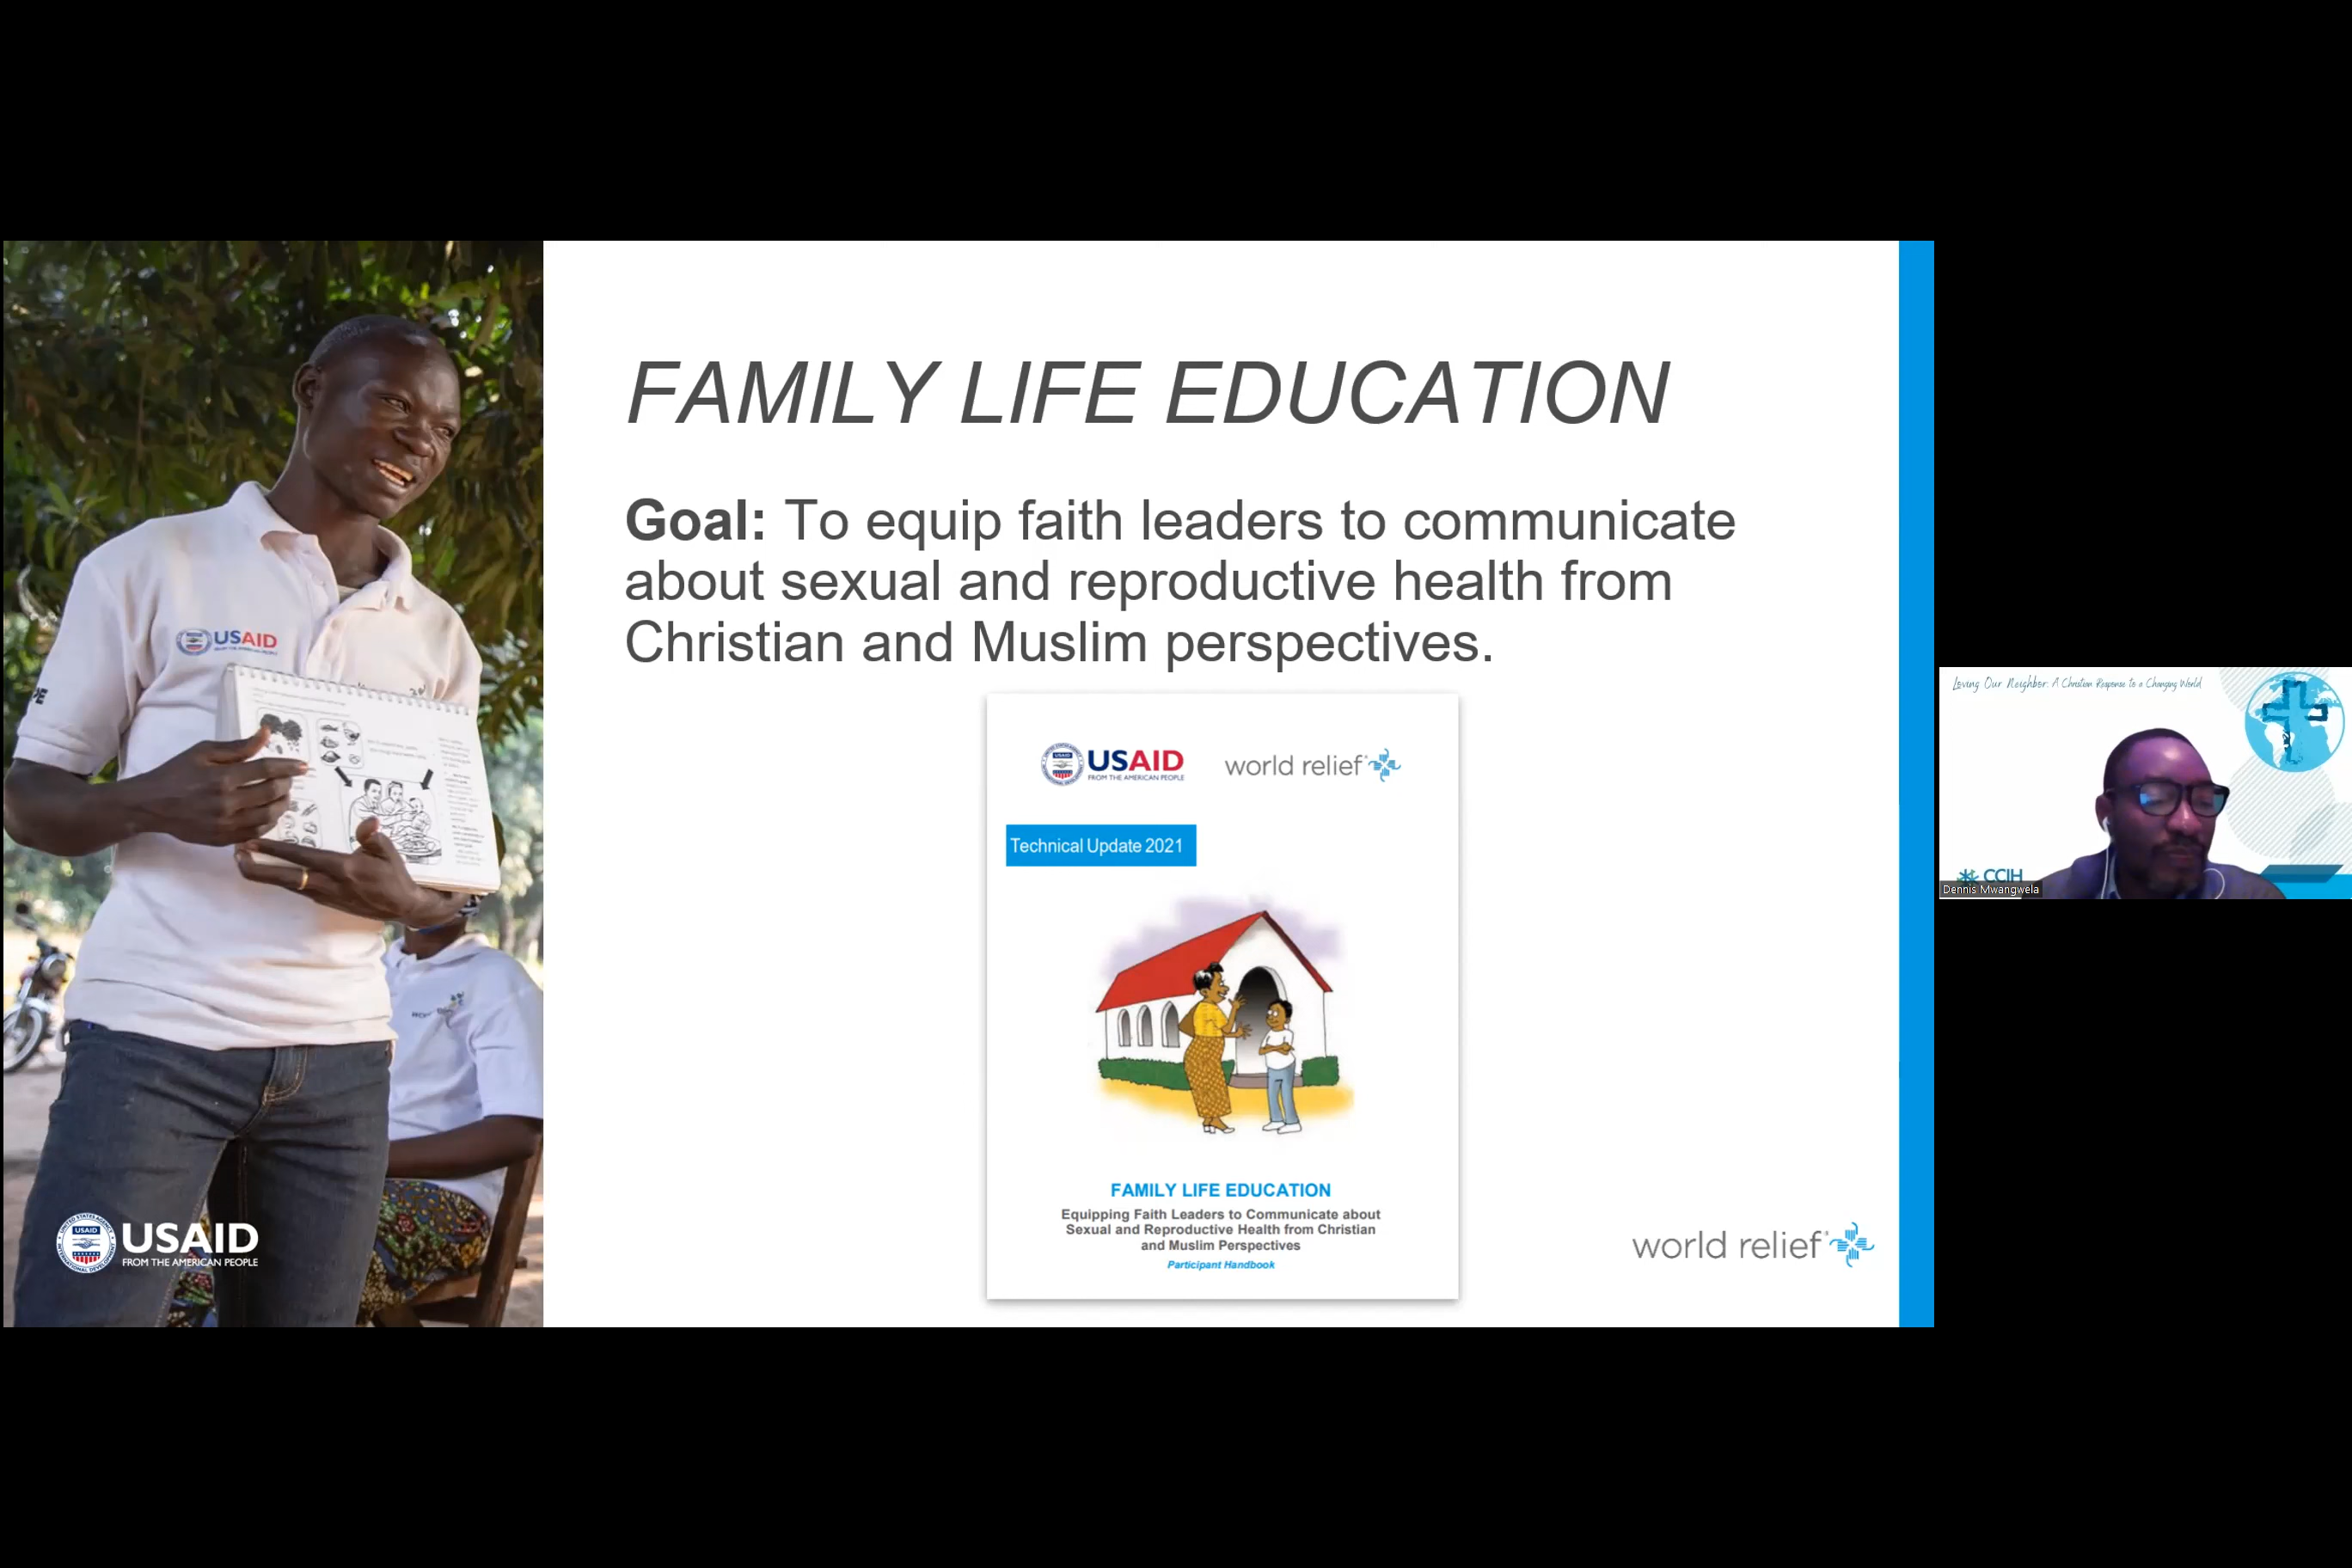 FAMILY LIFE EDUCATION
Goal: To equip faith leaders to communicate
about sexual and reproductive health from
Christian and Muslim perspectives.
USAID
FROM THE AMERICAN PEOPLE
world relief
Technical Update 2021
FAMILY LIFE EDUCATION
Equipping Faith Leaders to Communicate about
Sexual and Reproductive Health from Christian
and Muslim Perspectives
Participant Handbook
USAID
USAID
FROM THE AMERICAN PEOPLE
world relief
Loving Our Neighbor: A Christian Response to a Changing World
CCIH
Dennis Mwangwela